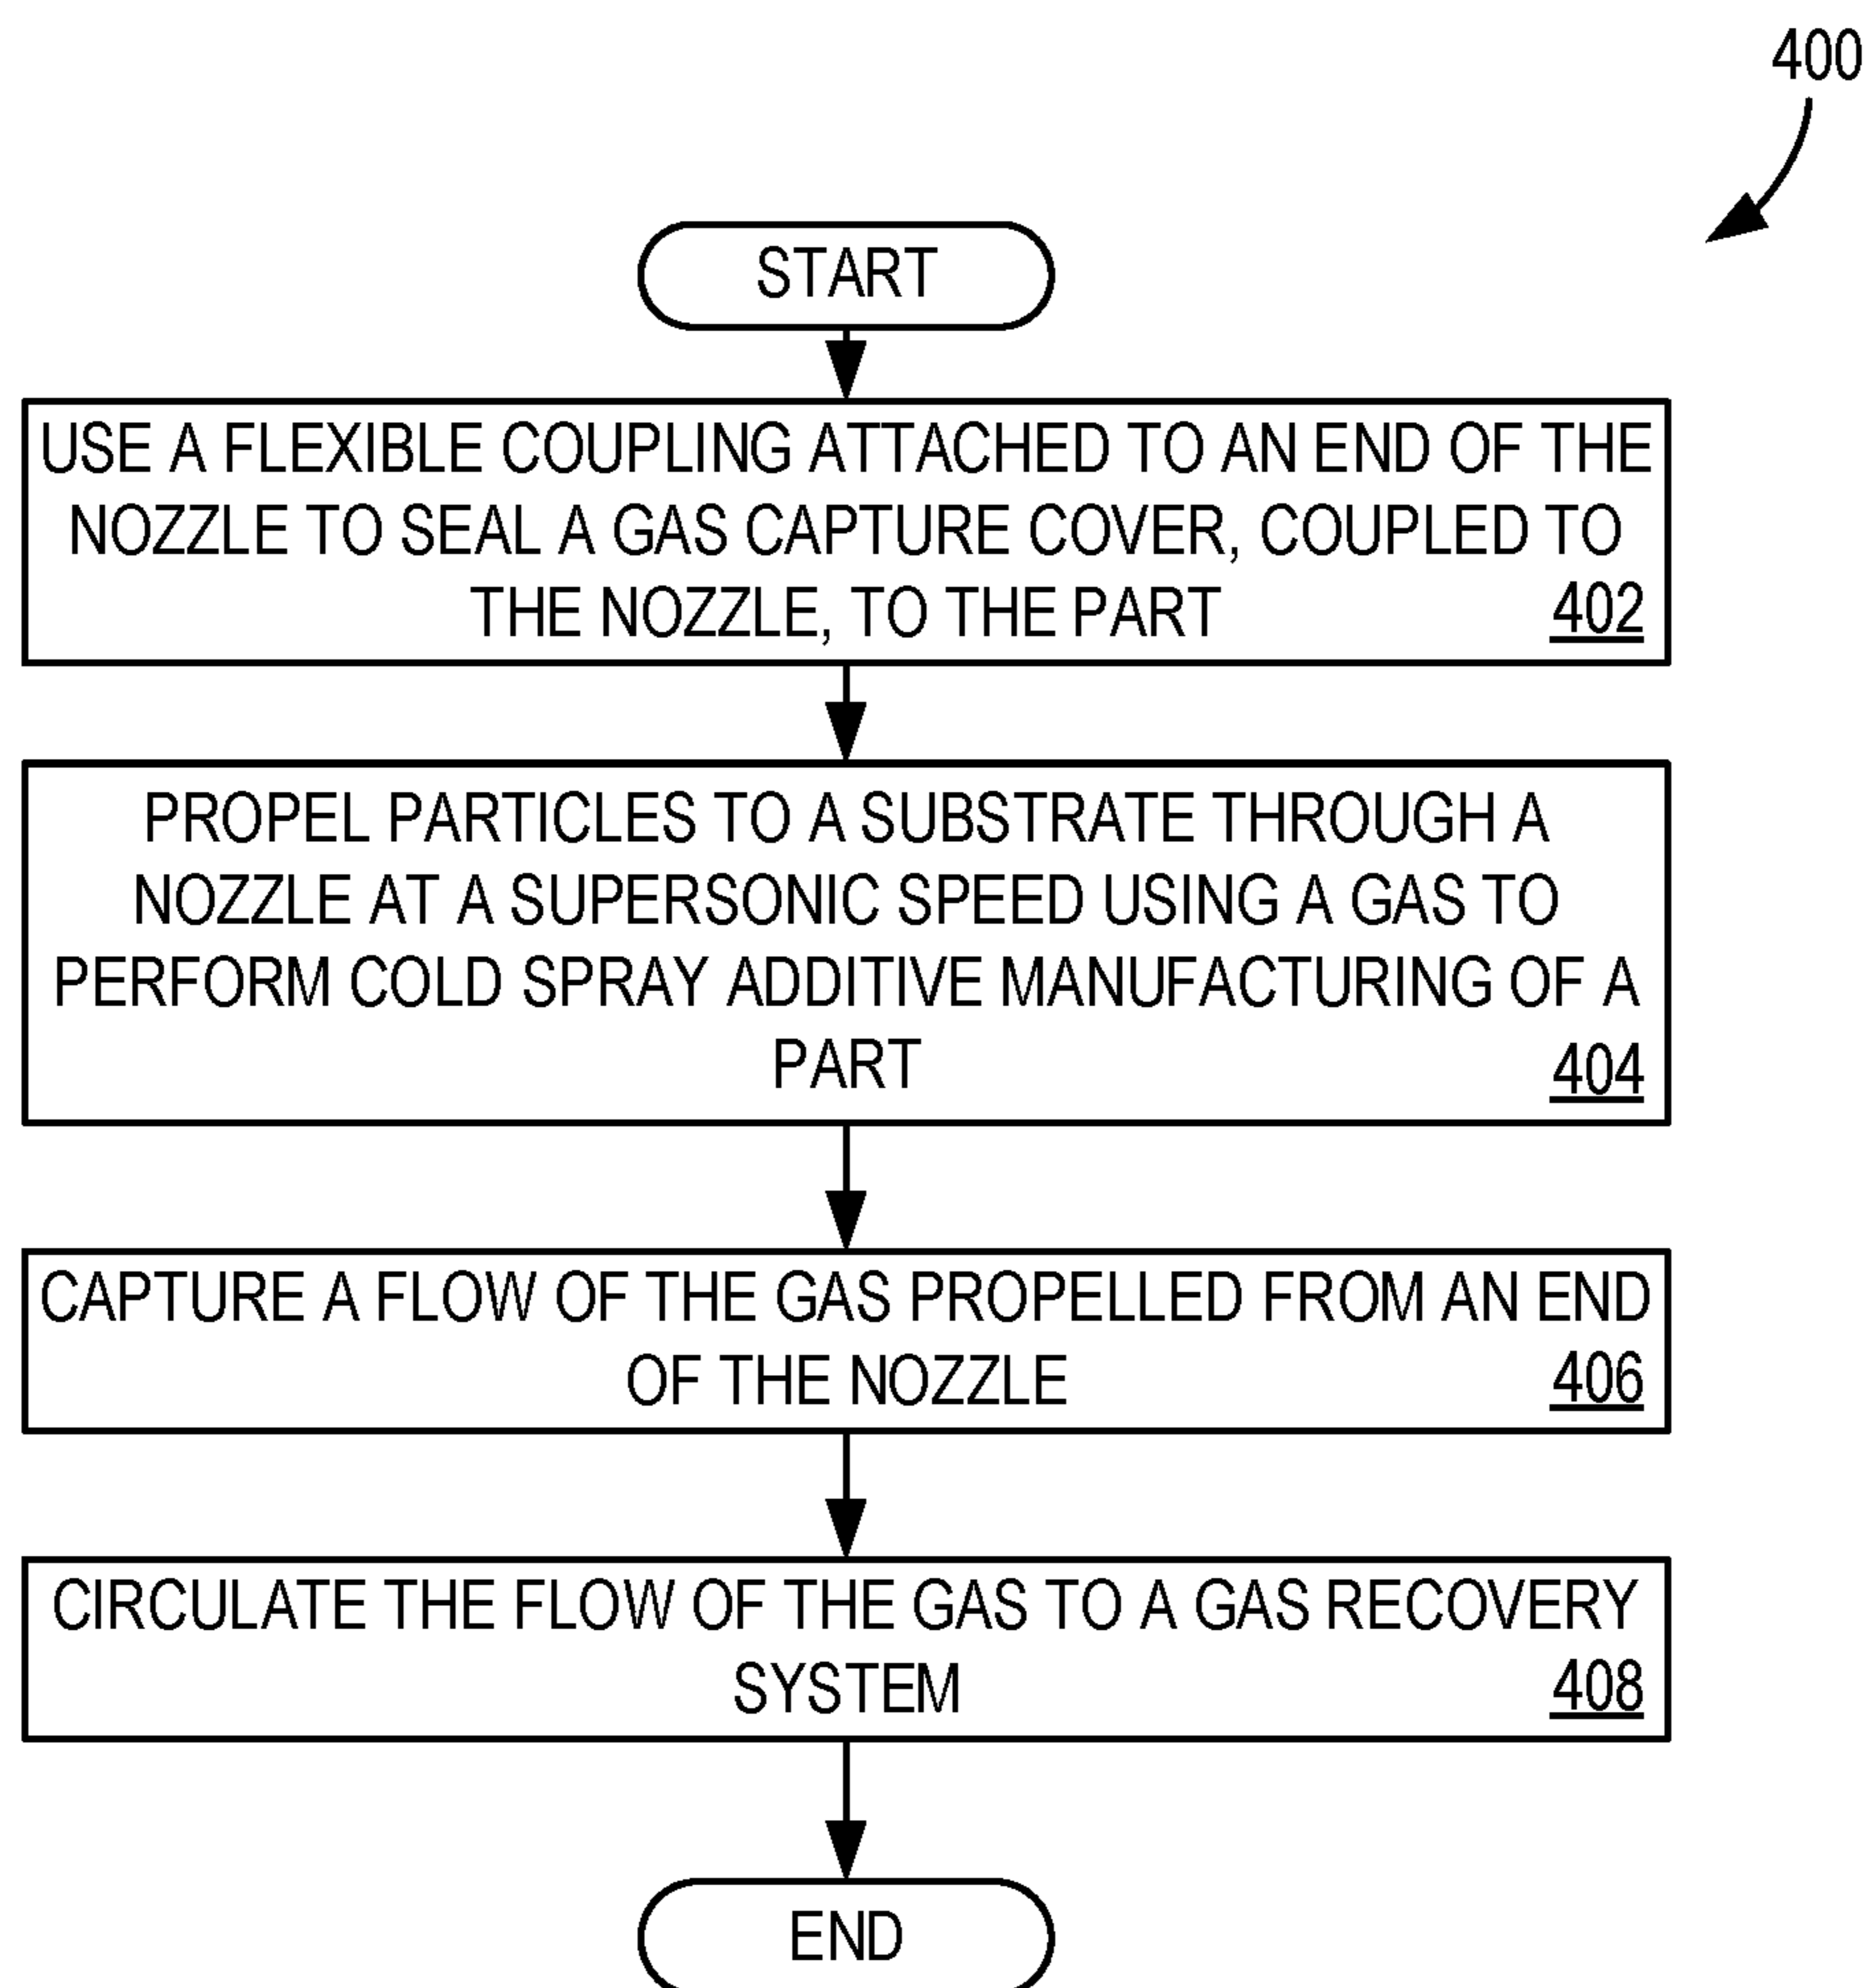 400
START
USE A FLEXIBLE COUPLING ATTACHED TO AN END OF THE
NOZZLE TO SEAL A GAS CAPTURE COVER, COUPLED TO
THE NOZZLE, TO THE PART
402
PROPEL PARTICLES TO A SUBSTRATE THROUGH A
NOZZLE AT A SUPERSONIC SPEED USING A GAS TO
PERFORM COLD SPRAY ADDITIVE MANUFACTURING OF A
PART
404
CAPTURE A FLOW OF THE GAS PROPELLED FROM AN END
OF THE NOZZLE
406
CIRCULATE THE FLOW OF THE GAS TO A GAS RECOVERY
SYSTEM
408
END